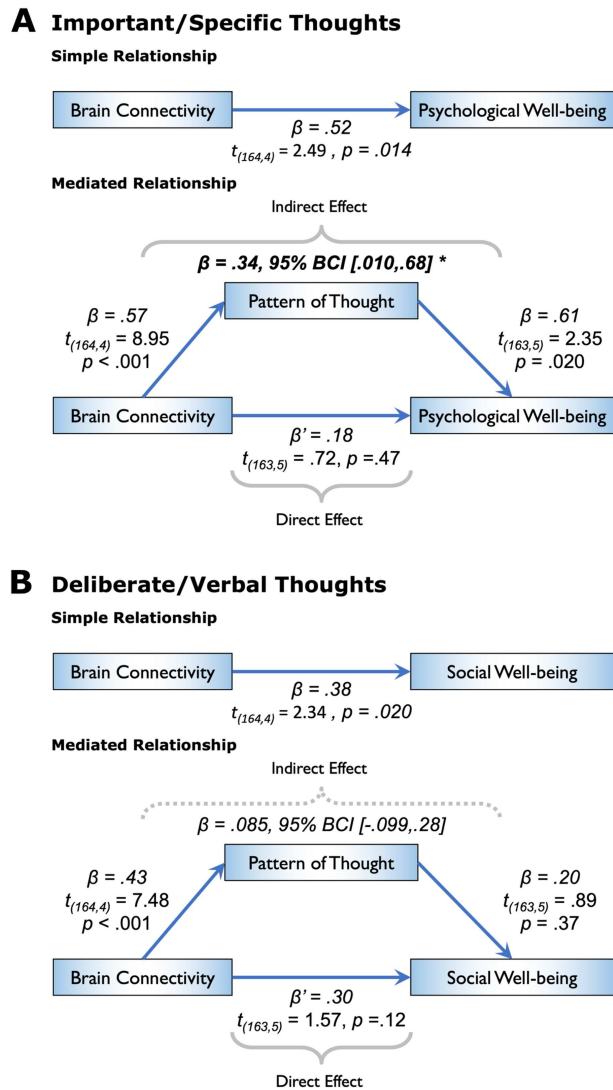 A Important/Specific Thoughts
Simple Relationship
Brain Connectivity
Psychological Well-being
β = .52
t(164,4) = 2.49 , p = .014
Mediated Relationship
Indirect Effect
β = .34, 95% BCI [.010,.68] *
Pattern of Thought
β = .57
t(164,4) = 8.95
p < .001
β = .61
t(163,5) = 2.35
p = .020
Brain Connectivity
Psychological Well-being
β’ = .18
t(163,5) = .72, p =.47
Direct Effect
B Deliberate/Verbal Thoughts
Simple Relationship
Brain Connectivity
Social Well-being
β = .38
t(164,4) = 2.34 , p = .020
Mediated Relationship
Indirect Effect
β = .085, 95% BCI [-.099,.28]
Pattern of Thought
β = .43
t(164,4) = 7.48
p < .001
β = .20
t(163,5) = .89
p = .37
Brain Connectivity
Social Well-being
β’ = .30
t(163,5) = 1.57, p =.12
Direct Effect